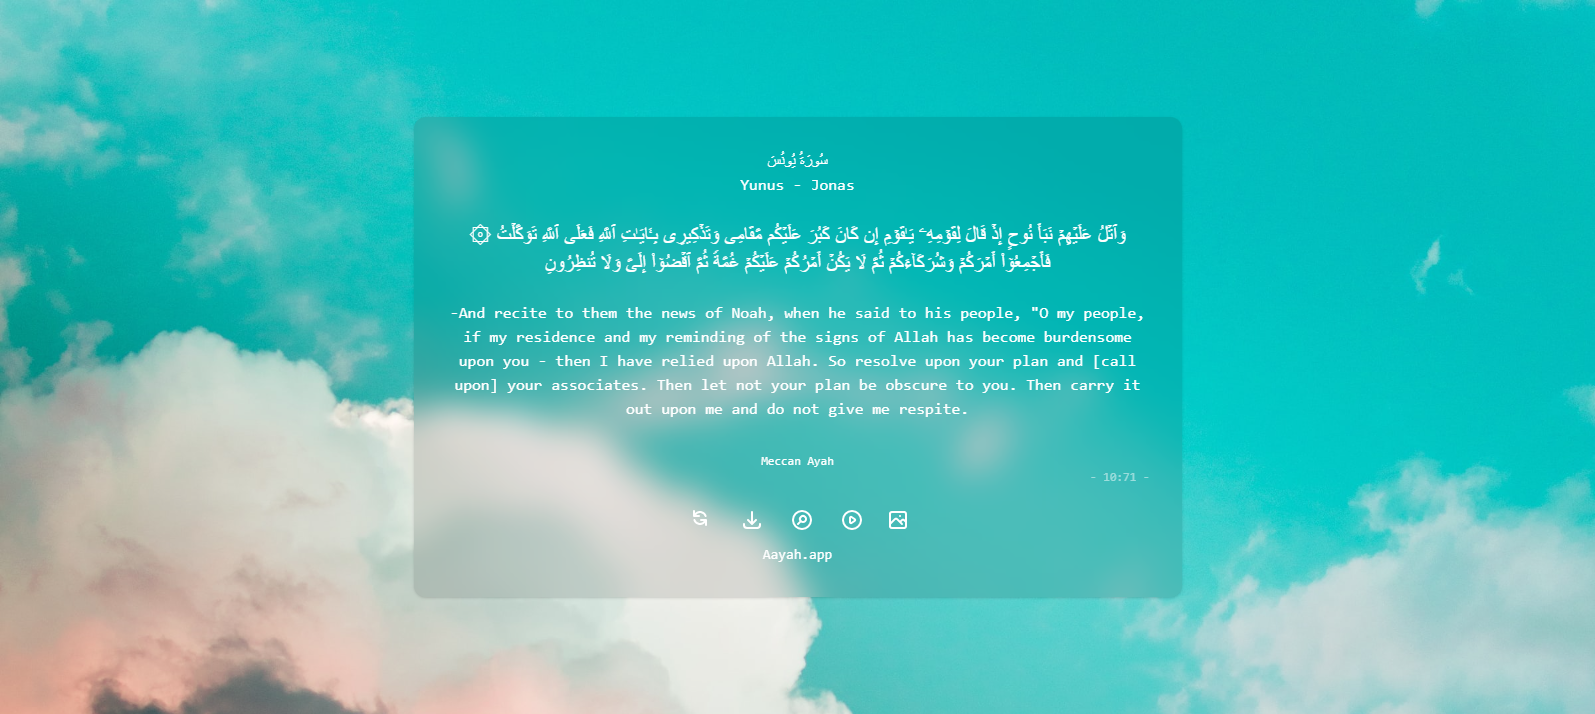 سُورَةُ يُونُسَ
Yunus - Jonas
۞ وَٱتْلُ عَلَيْهِمْ نَبَأَ نُوحٍ إِذْ قَالَ لِقَوْمِهِۦ يَـٰقَوْمِ إِن كَانَ كَبُرَ عَلَيْكُم مَّقَامِى وَتَذْكِيرِى بِـَٔايَـٰتِ ٱللَّهِ فَعَلَى ٱللَّهِ تَوَكَّلْتُ
فَأَجْمِعُوٓا۟ أَمْرَكُمْ وَشُرَكَآءَكُمْ ثُمَّ لَا يَكُنْ أَمْرُكُمْ عَلَيْكُمْ غُمَّةً ثُمَّ ٱقْضُوٓا۟ إِلَىَّ وَلَا تُنظِرُونِ
-And recite to them the news of Noah, when he said to his people, "O my people,
if my residence and my reminding of the signs of Allah has become burdensome
upon you - then I have relied upon Allah. So resolve upon your plan and [call
upon] your associates. Then let not your plan be obscure to you. Then carry it
out upon me and do not give me respite.
Meccan Ayah
- 10:71 -
Aayah.app